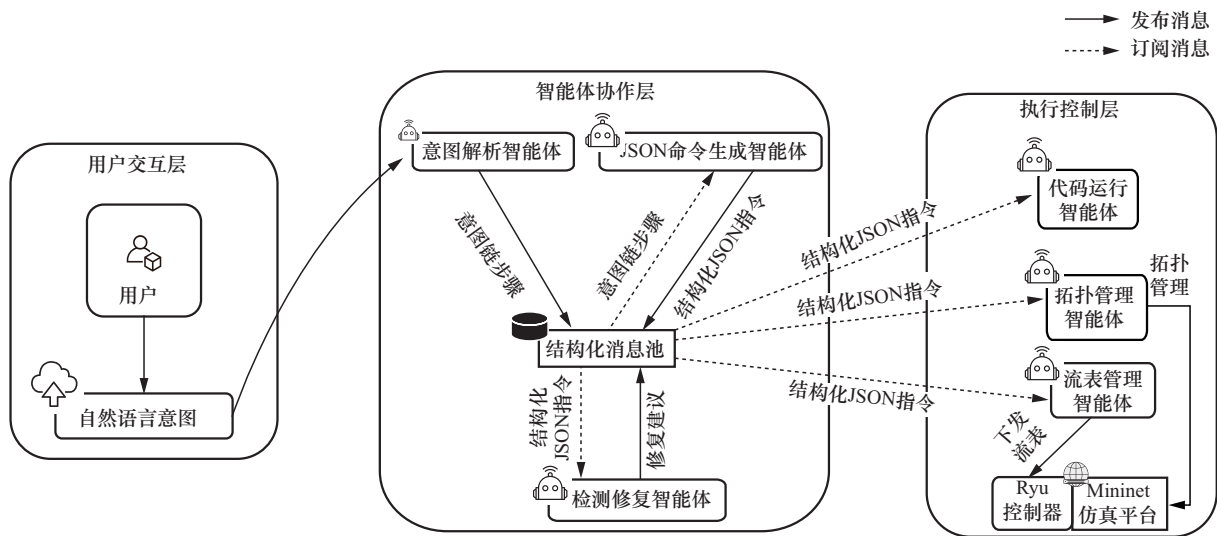 发布消息
订阅消息
用户交互层
用户
自然语言意图
智能体协作层
意图解析智能体
JSON命令生成智能体
意图链步骤
意图链步骤
结构化JSON指令
结构化消息池
结构化
JSON指令
修复建议
检测修复智能体
结构化JSON指令
结构化JSON指令
结构化JSON指令
执行控制层
代码运行
智能体
拓扑管理
智能体
拓扑
管理
流表管理
智能体
下发
流表
Ryu
控制器
Mininet
仿真平台